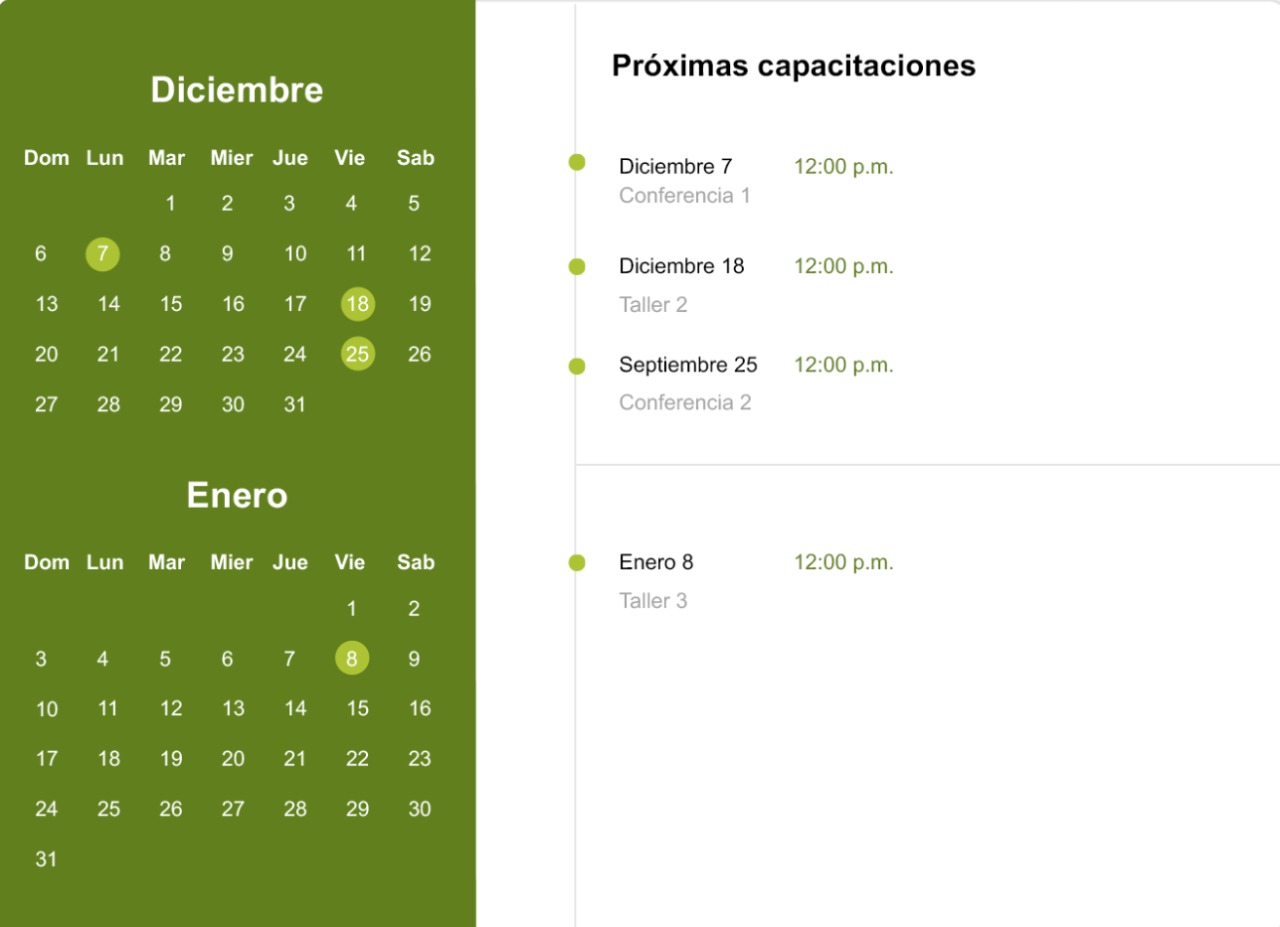 Diciembre
Dom Lun Mar Mier Jue Vie Sab
1 2 3 4 5
6 7 8 9 10 11 12
13 14 15 16 17 18 19
20 21 22 23 24 25 26
27 28 29 30 31
Enero
Dom Lun Mar Mier Jue Vie Sab
1 2
3 4 5 6 7 8 9
10 11 12 13 14 15 16
17 18 19 20 21 22 23
24 25 26 27 28 29 30
31
Próximas capacitaciones
Diciembre 7 12:00 p.m.
Conferencia 1
Diciembre 18 12:00 p.m.
Taller 2
Septiembre 25 12:00 p.m.
Conferencia 2
Enero 8 12:00 p.m.
Taller 3